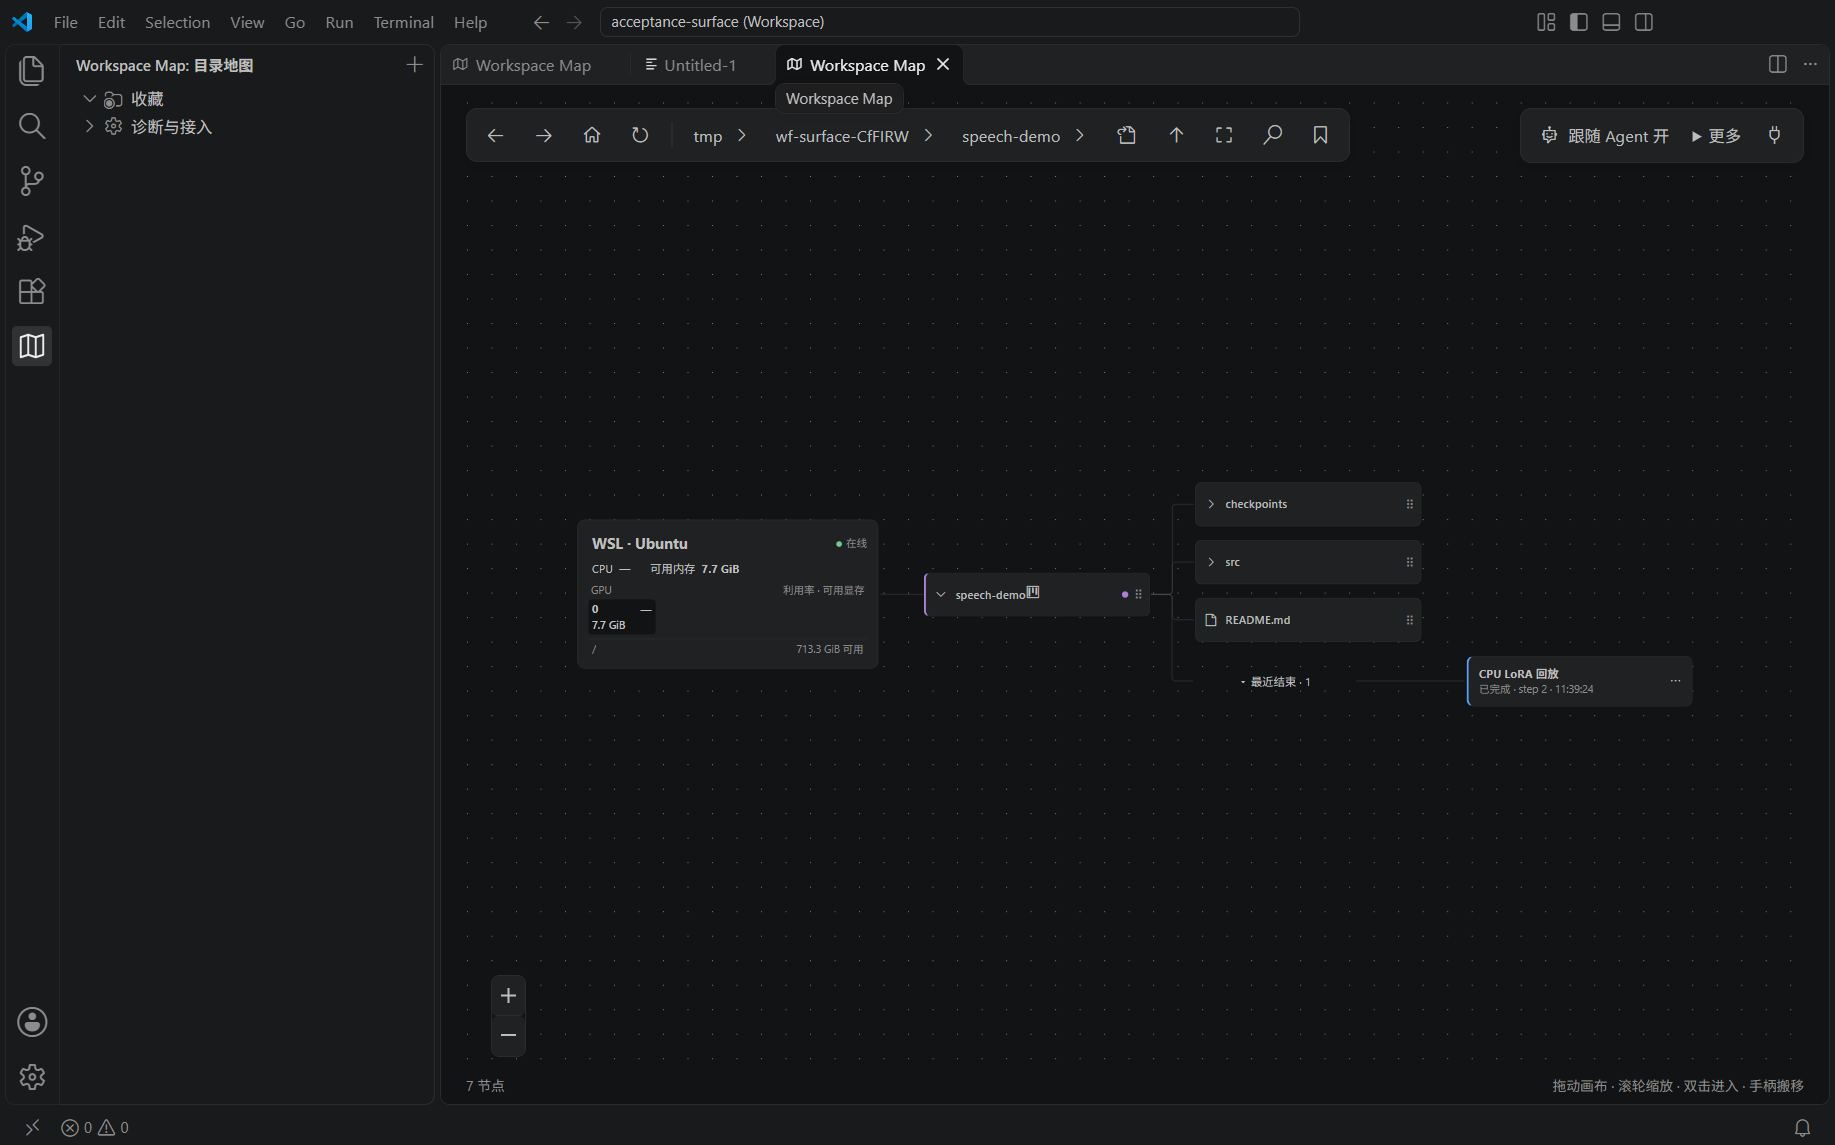 File Edit Selection View Go Run Terminal Help
acceptance-surface (Workspace)
Workspace Map: 目录地图
收藏
诊断与接入
Workspace Map
Untitled-1
Workspace Map
Workspace Map
tmp
wf-surface-CfFIRW
speech-demo
跟随 Agent 开
更多
WSL · Ubuntu
在线
CPU — 可用内存 7.7 GiB
GPU 利用率 · 可用显存
0 —
7.7 GiB
/ 713.3 GiB 可用
speech-demo
checkpoints
src
README.md
最近结束 · 1
CPU LoRA 回放
已完成 · step 2 · 11:39:24
7 节点
拖动画布 · 滚轮缩放 · 双击进入 · 手柄搬移
0 0